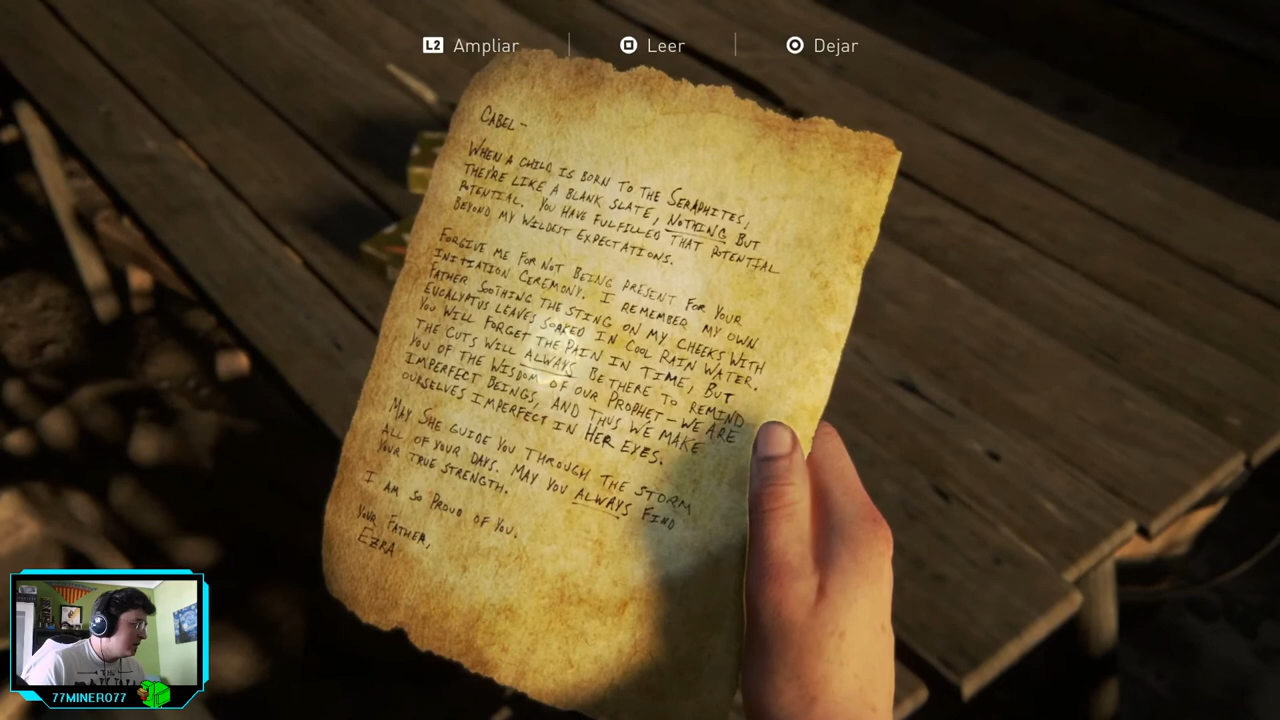 L2 Ampliar Leer Dejar
CABEL-
WHEN A CHILD IS BORN TO THE SERAPHITES,
THEY'RE LIKE A BLANK SLATE, NOTHING BUT
POTENTIAL. YOU HAVE FULFILLED THAT POTENTIAL
BEYOND MY WILDEST EXPECTATIONS.
FORGIVE ME FOR NOT BEING PRESENT FOR YOUR
INITIATION CEREMONY. I REMEMBER MY OWN
FATHER SOOTHING THE STING ON MY CHEEKS WITH
EUCALYPTUS LEAVES SOAKED IN COOL RAIN WATER.
YOU WILL FORGET THE PAIN IN TIME, BUT
THE CUTS WILL ALWAYS BE THERE TO REMIND
YOU OF THE WISDOM OF OUR PROPHET - WE ARE
IMPERFECT BEINGS, AND THUS WE MAKE
OURSELVES IMPERFECT IN HER EYES.
MAY SHE GUIDE YOU THROUGH THE STORM
ALL OF YOUR DAYS. MAY YOU ALWAYS FIND
YOUR TRUE STRENGTH.
I AM SO PROUD OF YOU.
YOUR FATHER,
EZRA
77MINERO77